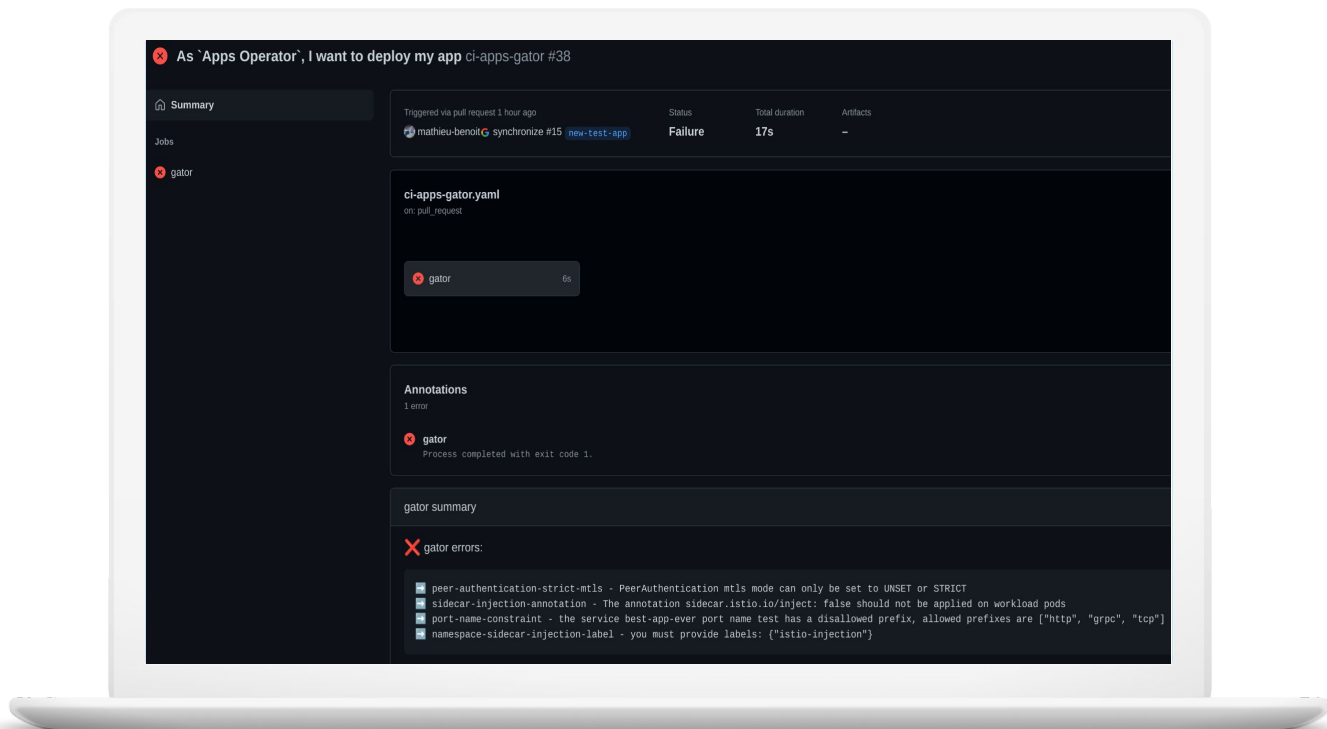 As `Apps Operator`, I want to deploy my app ci-apps-gator #38
Summary
Jobs
gator
Triggered via pull request 1 hour ago
mathieu-benoit synchronize #15 new-test-app
Status
Failure
Total duration
17s
Artifacts
–
ci-apps-gator.yaml
on: pull_request
gator 6s
Annotations
1 error
gator
Process completed with exit code 1.
gator summary
gator errors:
peer-authentication-strict-mtls - PeerAuthentication mtls mode can only be set to UNSET or STRICT
sidecar-injection-annotation - The annotation sidecar.istio.io/inject: false should not be applied on workload pods
port-name-constraint - the service best-app-ever port name test has a disallowed prefix, allowed prefixes are ["http", "grpc", "tcp"]
namespace-sidecar-injection-label - you must provide labels: {"istio-injection"}